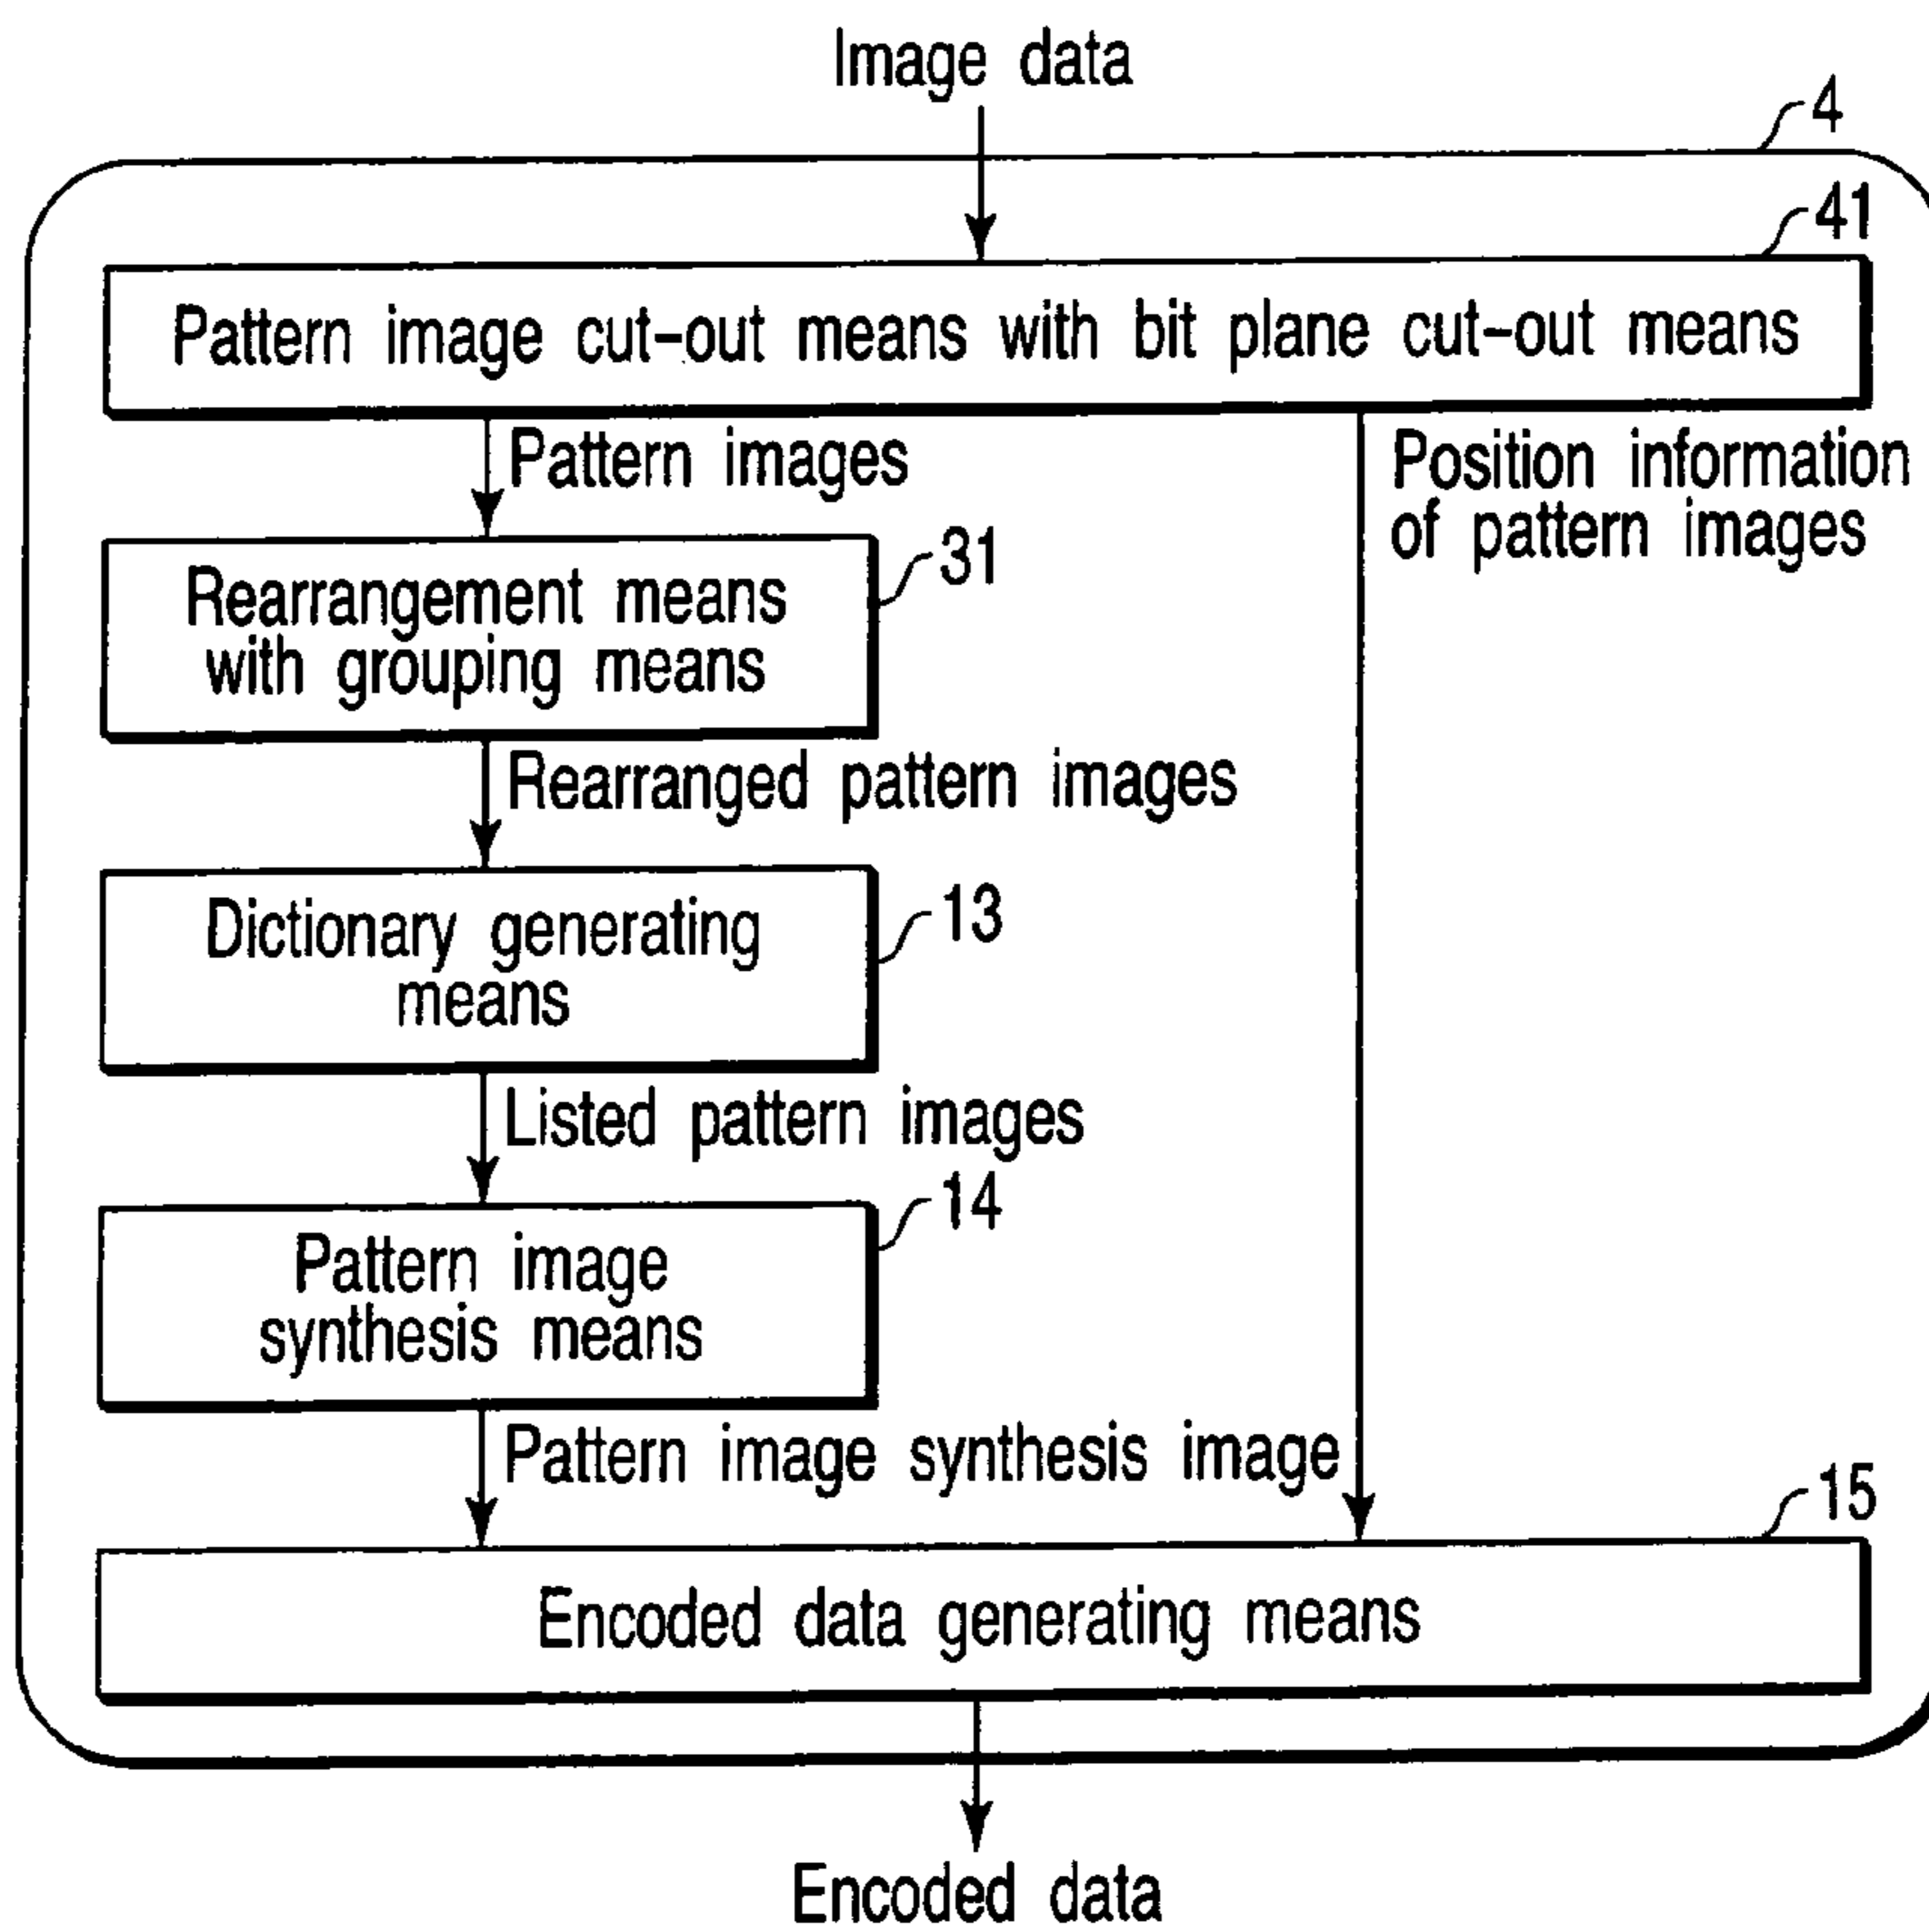 Image data
4
41
Pattern image cut-out means with bit plane cut-out means
Pattern images
Position information
of pattern images
31
Rearrangement means
with grouping means
Rearranged pattern images
13
Dictionary generating
means
Listed pattern images
14
Pattern image
synthesis means
Pattern image synthesis image
15
Encoded data generating means
Encoded data